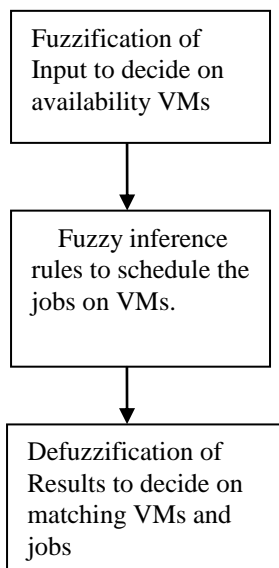 Fuzzification of
Input to decide on
availability VMs
Fuzzy inference
rules to schedule the
jobs on VMs.
Defuzzification of
Results to decide on
matching VMs and
jobs